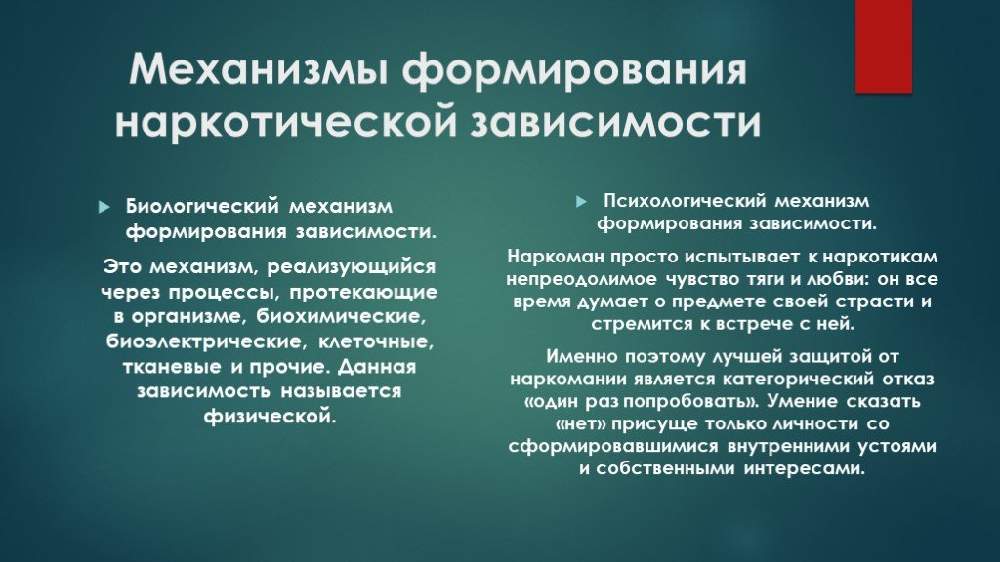 Механизмы формирования
наркотической зависимости
Биологический механизм
формирования зависимости.
Это механизм, реализующийся
через процессы, протекающие
в организме, биохимические,
биоэлектрические, клеточные,
тканевые и прочие. Данная
зависимость называется
физической.
Психологический механизм
формирования зависимости.
Наркоман просто испытывает к наркотикам
непреодолимое чувство тяги и любви: он все
время думает о предмете своей страсти и
стремится к встрече с ней.
Именно поэтому лучшей защитой от
наркомании является категорический отказ
«один раз попробовать». Умение сказать
«нет» присуще только личности со
сформировавшимися внутренними устоями
и собственными интересами.